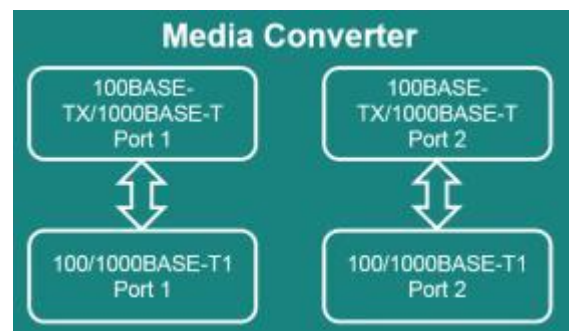 Media Converter
100BASE-
TX/1000BASE-T
Port 1
100BASE-
TX/1000BASE-T
Port 2
100/1000BASE-T1
Port 1
100/1000BASE-T1
Port 2